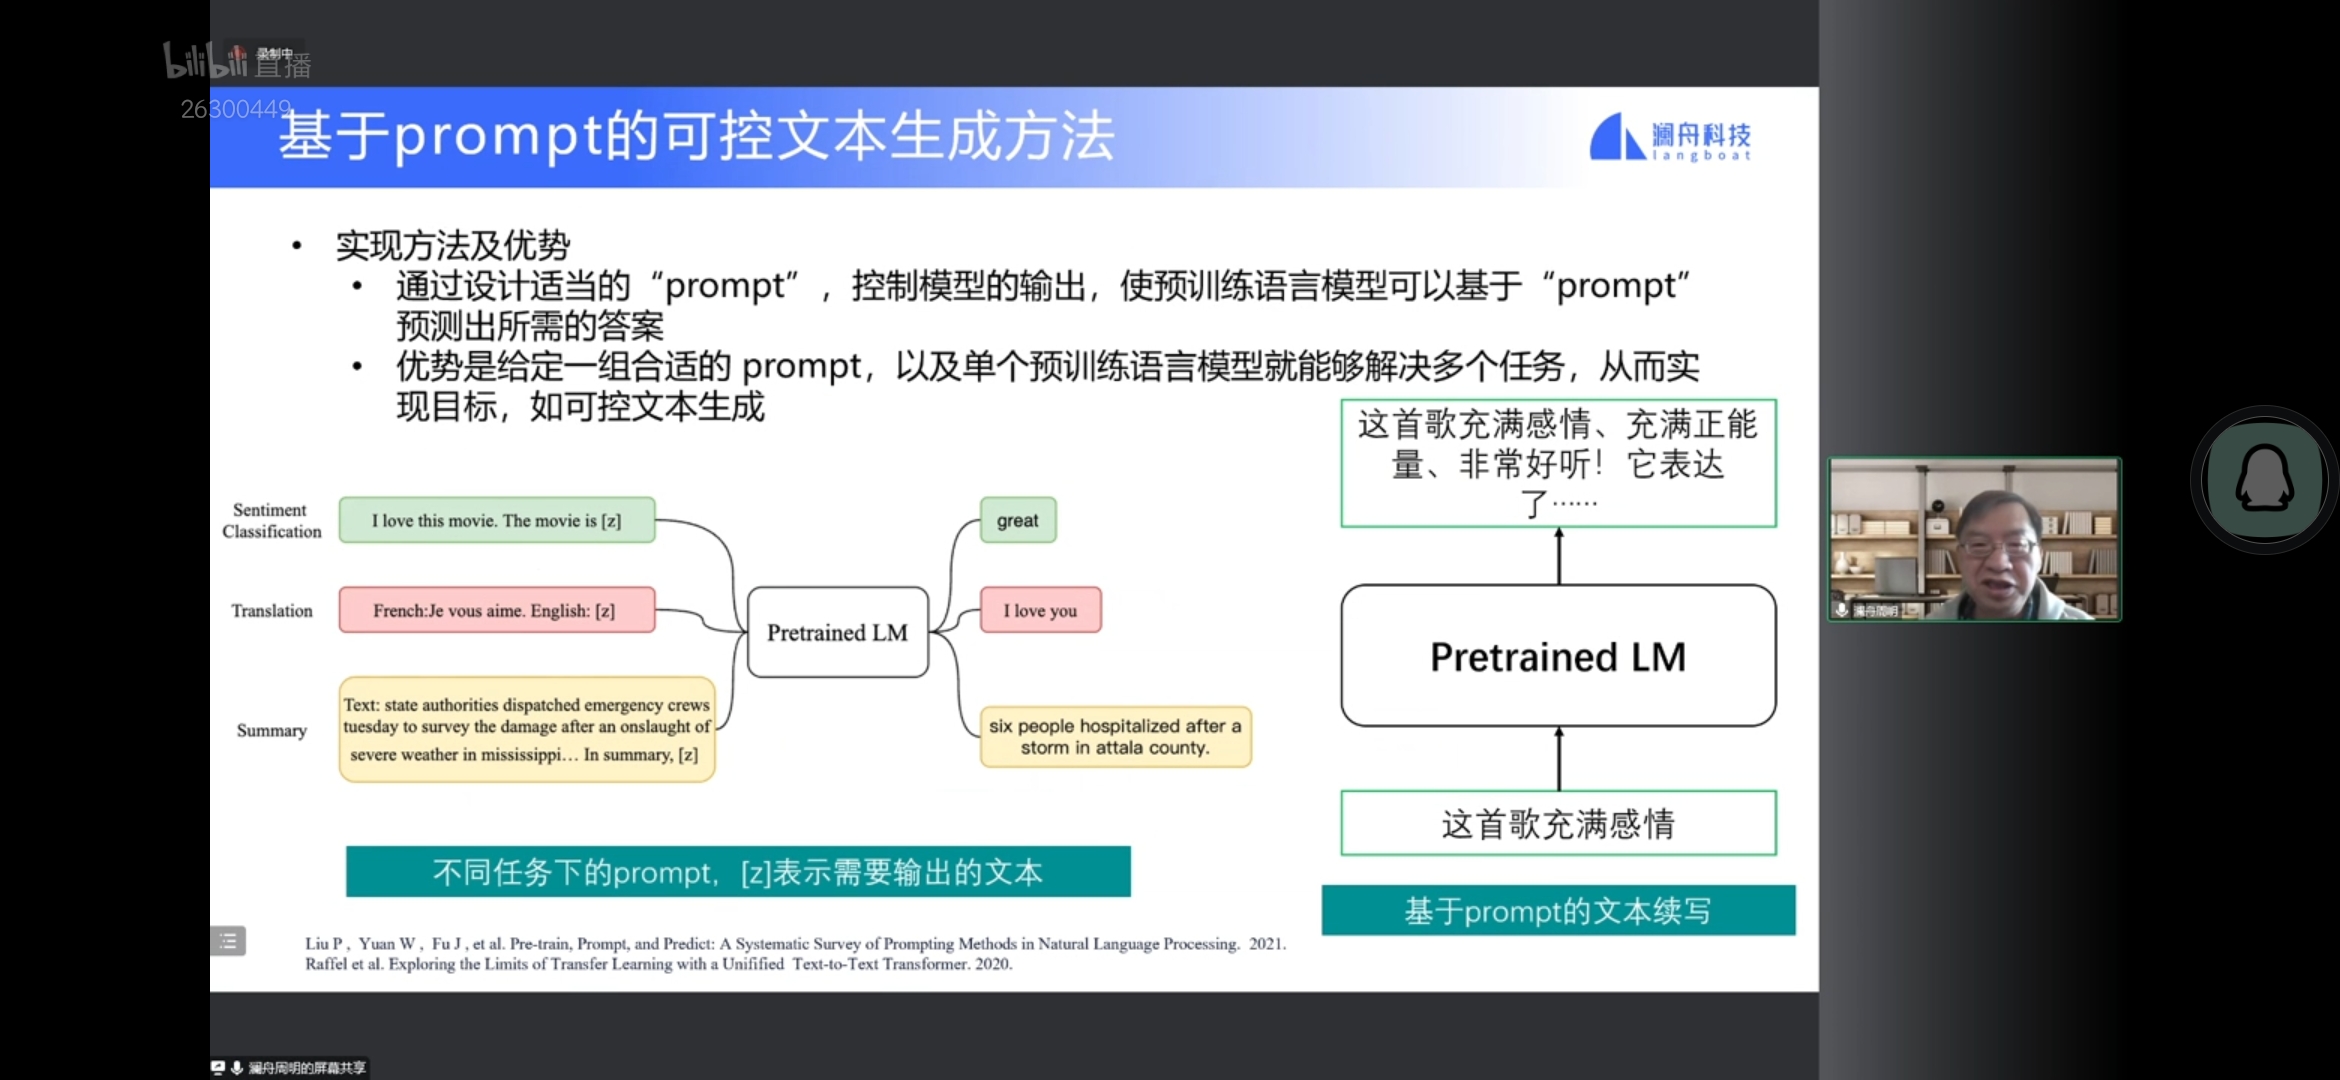 bilibili 直播
录制中
26300449
基于prompt的可控文本生成方法
澜舟科技
langboat
• 实现方法及优势
• 通过设计适当的“prompt”，控制模型的输出，使预训练语言模型可以基于“prompt”
预测出所需的答案
• 优势是给定一组合适的 prompt，以及单个预训练语言模型就能够解决多个任务，从而实
现目标，如可控文本生成
Sentiment
Classification
I love this movie. The movie is [z]
great
Translation
French:Je vous aime. English: [z]
Pretrained LM
I love you
Summary
Text: state authorities dispatched emergency crews
tuesday to survey the damage after an onslaught of
severe weather in mississippi… In summary, [z]
six people hospitalized after a
storm in attala county.
不同任务下的prompt，[z]表示需要输出的文本
这首歌充满感情、充满正能
量、非常好听！它表达
了……
Pretrained LM
这首歌充满感情
基于prompt的文本续写
Liu P , Yuan W , Fu J , et al. Pre-train, Prompt, and Predict: A Systematic Survey of Prompting Methods in Natural Language Processing. 2021.
Raffel et al. Exploring the Limits of Transfer Learning with a Unifified Text-to-Text Transformer. 2020.
澜舟周明
澜舟周明的屏幕共享